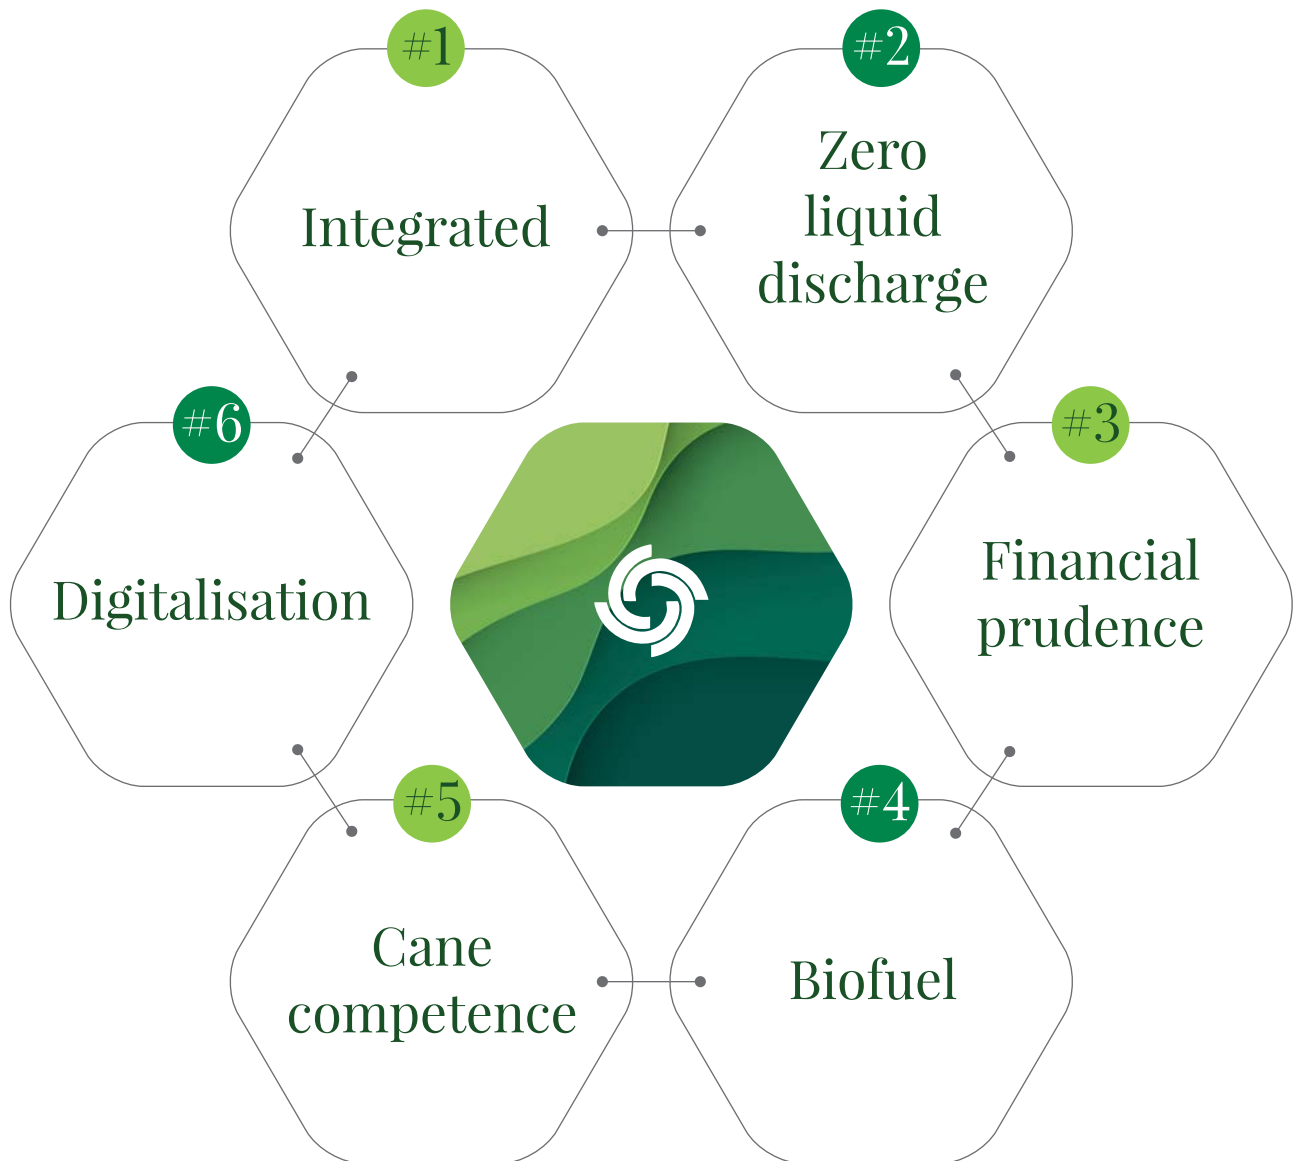 #1
Integrated
#2
Zero
liquid
discharge
#3
Financial
prudence
#4
Biofuel
#5
Cane
competence
#6
Digitalisation